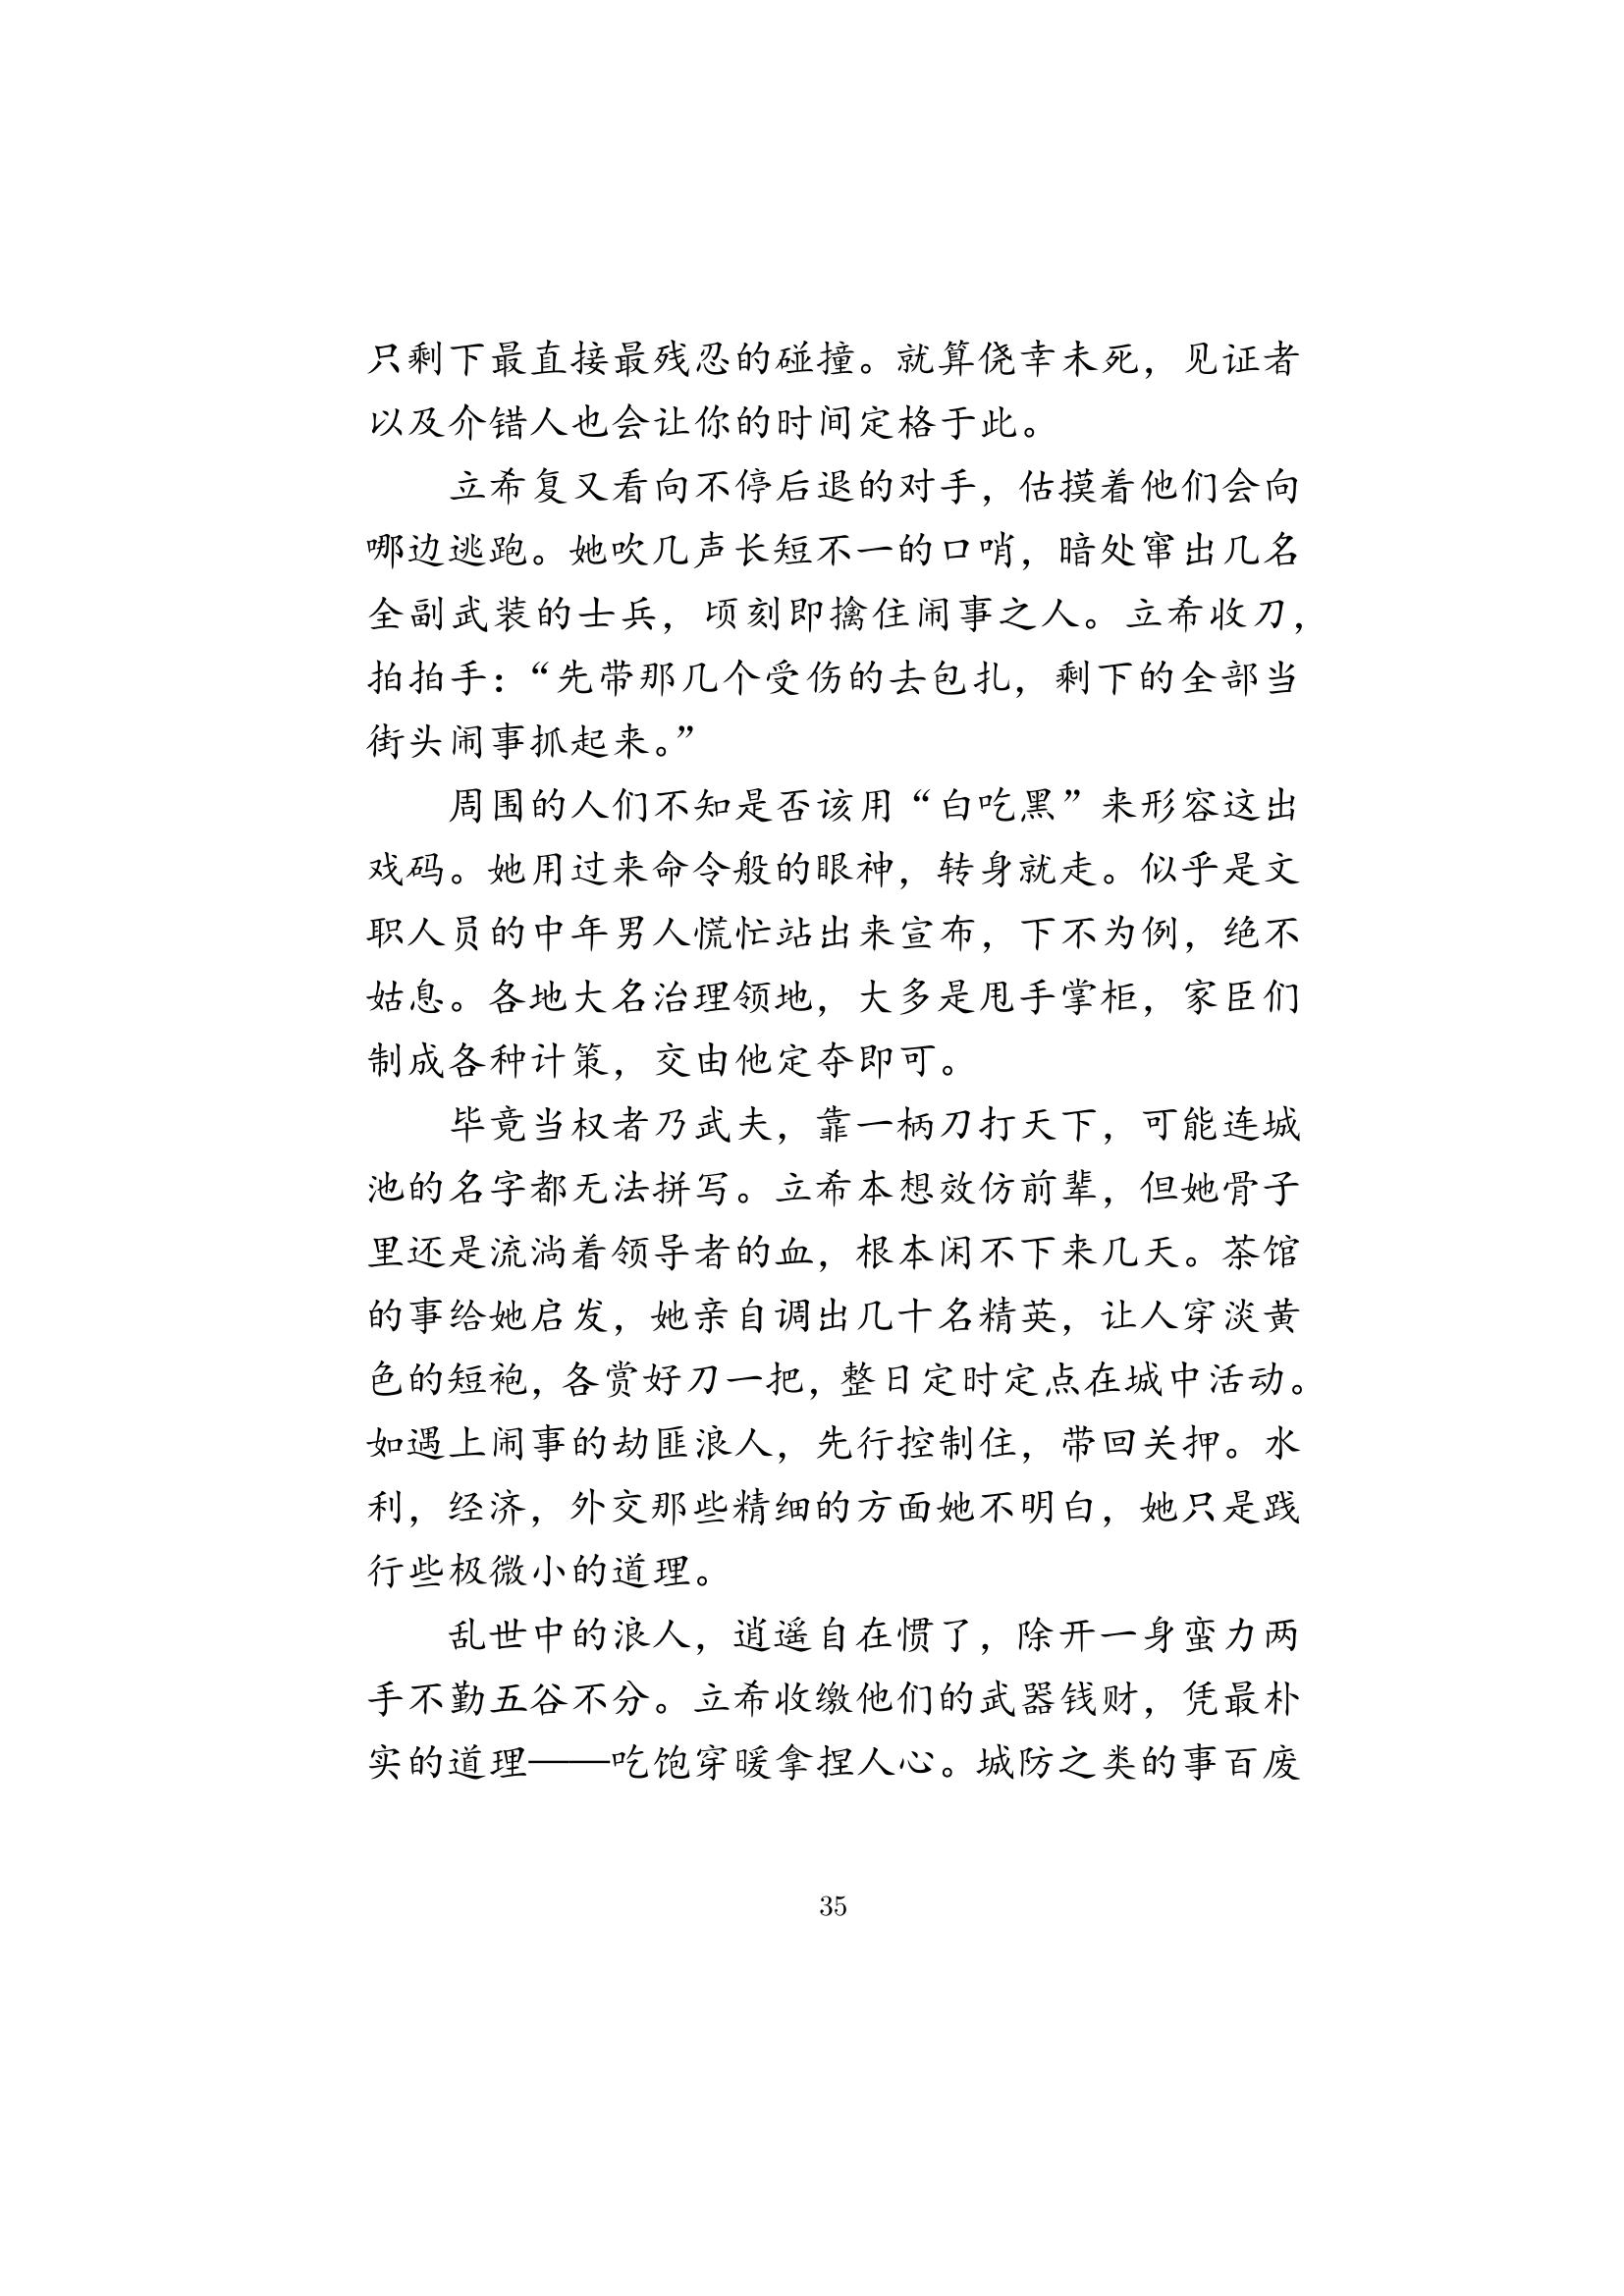 只剩下最直接最残忍的碰撞。就算侥幸未死，见证者
以及介错人也会让你的时间定格于此。
立希复又看向不停后退的对手，估摸着他们会向
哪边逃跑。她吹几声长短不一的口哨，暗处窜出几名
全副武装的士兵，顷刻即擒住闹事之人。立希收刀，
拍拍手：“先带那几个受伤的去包扎，剩下的全部当
街头闹事抓起来。”
周围的人们不知是否该用“白吃黑”来形容这出
戏码。她用过来命令般的眼神，转身就走。似乎是文
职人员的中年男人慌忙站出来宣布，下不为例，绝不
姑息。各地大名治理领地，大多是甩手掌柜，家臣们
制成各种计策，交由他定夺即可。
毕竟当权者乃武夫，靠一柄刀打天下，可能连城
池的名字都无法拼写。立希本想效仿前辈，但她骨子
里还是流淌着领导者的血，根本闲不下来几天。茶馆
的事给她启发，她亲自调出几十名精英，让人穿淡黄
色的短袍，各赏好刀一把，整日定时定点在城中活动。
如遇上闹事的劫匪浪人，先行控制住，带回关押。水
利，经济，外交那些精细的方面她不明白，她只是践
行些极微小的道理。
乱世中的浪人，逍遥自在惯了，除开一身蛮力两
手不勤五谷不分。立希收缴他们的武器钱财，凭最朴
实的道理——吃饱穿暖拿捏人心。城防之类的事百废
35